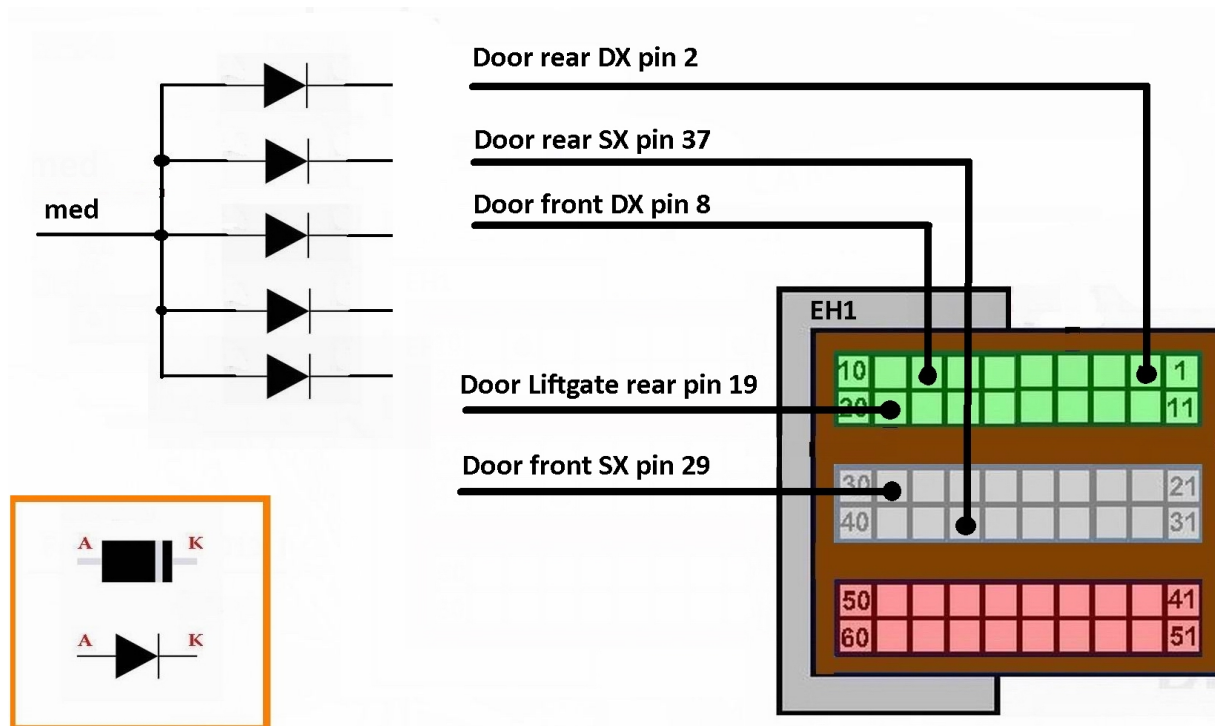 Door rear DX pin 2
Door rear SX pin 37
med
Door front DX pin 8
EH1
10 1
20 11
Door Liftgate rear pin 19
Door front SX pin 29
30 21
40 31
A K
A K
50 41
60 51